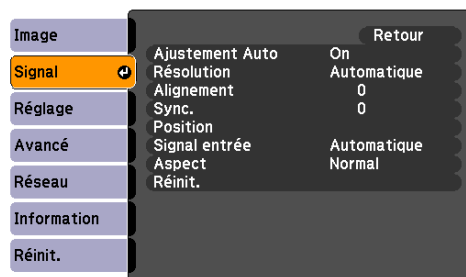 Image
Signal
Réglage
Avancé
Réseau
Information
Réinit.
Retour
Ajustement Auto On
Résolution Automatique
Alignement 0
Sync. 0
Position
Signal entrée Automatique
Aspect Normal
Réinit.